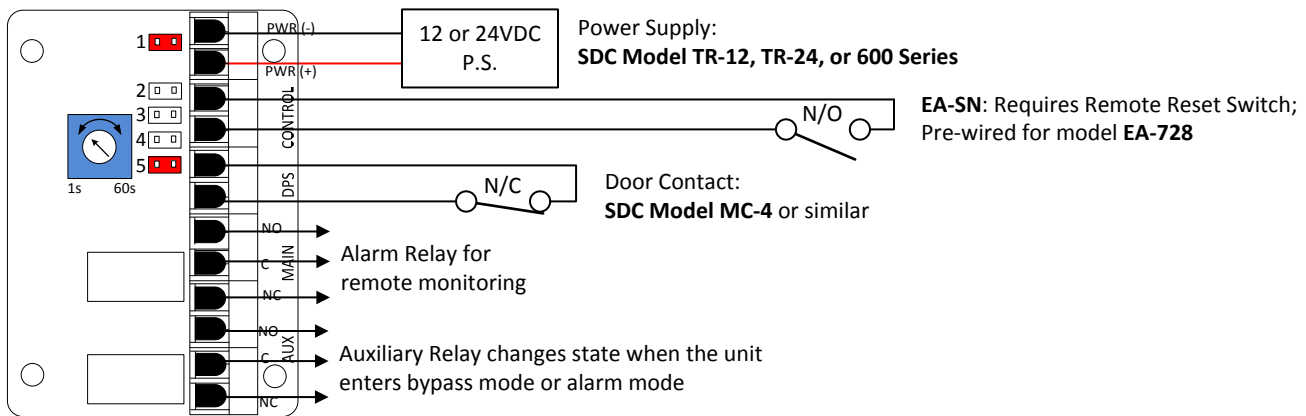 PWR (-)
12 or 24VDC
P.S.
Power Supply:
SDC Model TR-12, TR-24, or 600 Series
1
PWR (+)
2
3
4
5
1s 60s
CONTROL
N/O
EA-SN: Requires Remote Reset Switch;
Pre-wired for model EA-728
DPS
N/C
Door Contact:
SDC Model MC-4 or similar
NO
C
NC
MAIN
Alarm Relay for
remote monitoring
NO
C
NC
AUX
Auxiliary Relay changes state when the unit
enters bypass mode or alarm mode